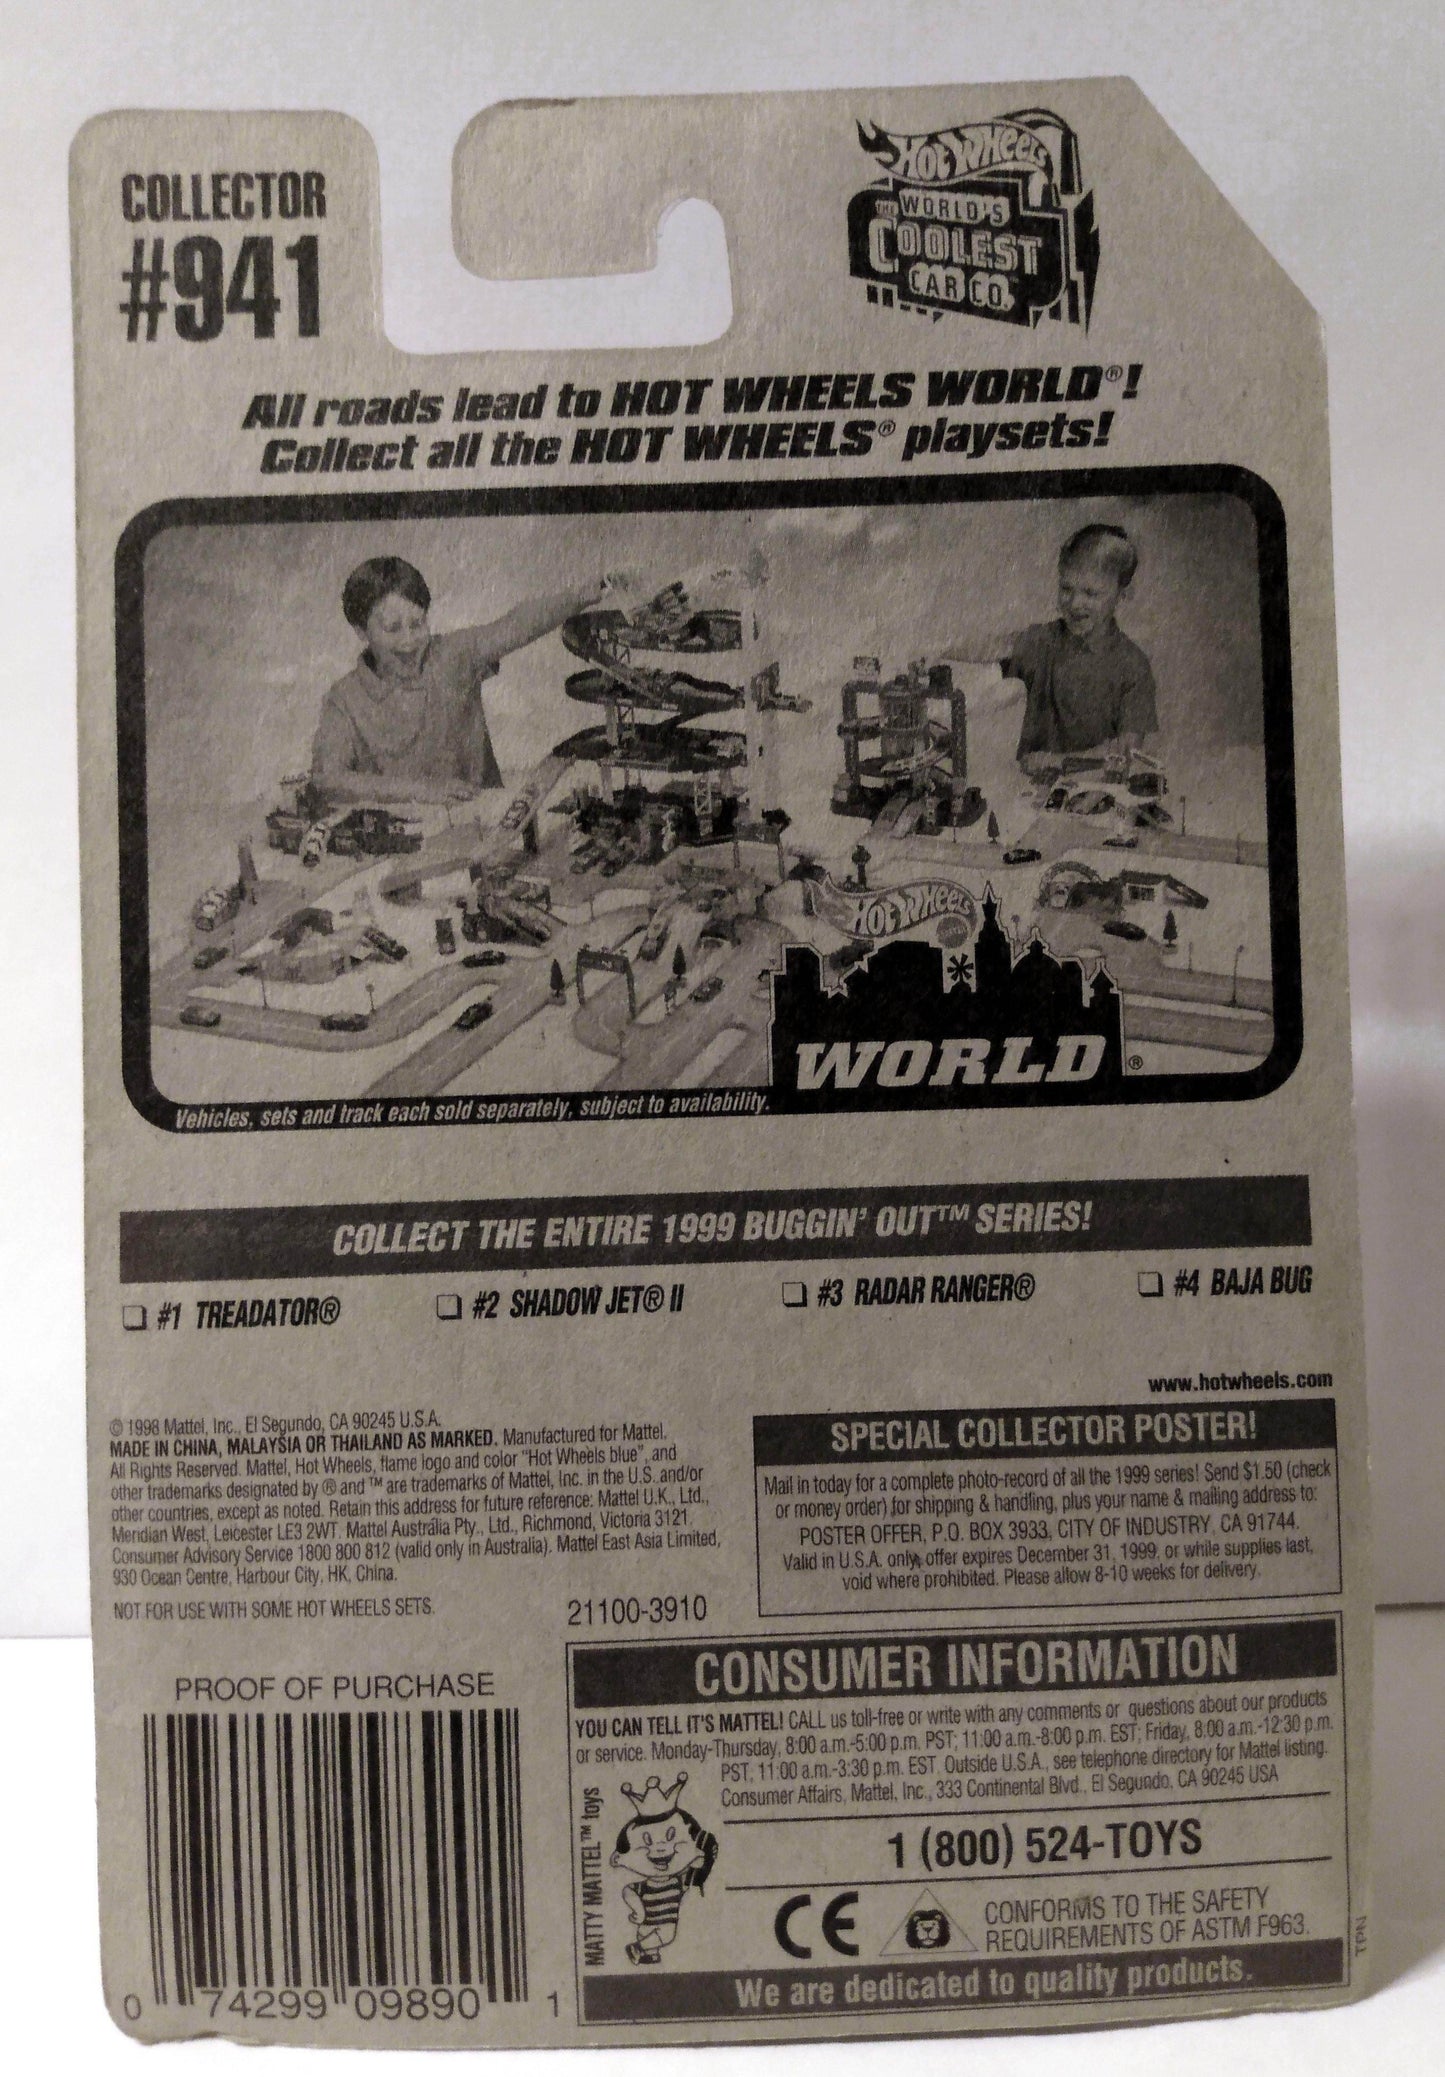 COLLECTOR
#941
HOT WHEELS
THE WORLD'S
COOLEST
CAR CO.
All roads lead to HOT WHEELS WORLD®!
Collect all the HOT WHEELS® playsets!
HOT WHEELS
WORLD®
Vehicles, sets and track each sold separately, subject to availability.
COLLECT THE ENTIRE 1999 BUGGIN' OUT™ SERIES!
#1 TREADATOR® #2 SHADOW JET® II #3 RADAR RANGER® #4 BAJA BUG
www.hotwheels.com
© 1998 Mattel, Inc., El Segundo, CA 90245 U.S.A.
MADE IN CHINA, MALAYSIA OR THAILAND AS MARKED. Manufactured for Mattel.
All Rights Reserved. Mattel, Hot Wheels, flame logo and color "Hot Wheels blue", and
other trademarks designated by ® and ™ are trademarks of Mattel, Inc. in the U.S. and/or
other countries, except as noted. Retain this address for future reference: Mattel U.K., Ltd.,
Meridian West, Leicester LE3 2WT. Mattel Australia Pty., Ltd., Richmond, Victoria 3121.
Consumer Advisory Service 1800 800 812 (valid only in Australia). Mattel East Asia Limited,
930 Ocean Centre, Harbour City, HK, China.
NOT FOR USE WITH SOME HOT WHEELS SETS.
21100-3910
SPECIAL COLLECTOR POSTER!
Mail in today for a complete photo-record of all the 1999 series! Send $1.50 (check
or money order) for shipping & handling, plus your name & mailing address to:
POSTER OFFER, P.O. BOX 3933, CITY OF INDUSTRY, CA 91744.
Valid in U.S.A. only, offer expires December 31, 1999, or while supplies last,
void where prohibited. Please allow 8-10 weeks for delivery.
PROOF OF PURCHASE
0 74299 09890 1
CONSUMER INFORMATION
YOU CAN TELL IT'S MATTEL! CALL us toll-free or write with any comments or questions about our products
or service. Monday-Thursday, 8:00 a.m.-5:00 p.m. PST; 11:00 a.m.-8:00 p.m. EST; Friday, 8:00 a.m.-12:30 p.m.
PST, 11:00 a.m.-3:30 p.m. EST. Outside U.S.A., see telephone directory for Mattel listing.
Consumer Affairs, Mattel, Inc., 333 Continental Blvd., El Segundo, CA 90245 USA
MATTY MATTEL™ toys
1 (800) 524-TOYS
CE
CONFORMS TO THE SAFETY
REQUIREMENTS OF ASTM F963.
We are dedicated to quality products.
TPN